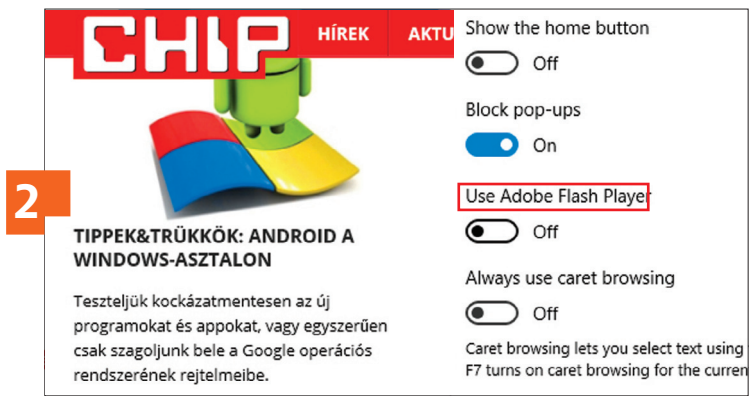 CHIP
HÍREK
AKTU
2
TIPPEK&TRÜKKÖK: ANDROID A
WINDOWS-ASZTALON
Teszteljük kockázatmentesen az új
programokat és appokat, vagy egyszerűen
csak szagoljunk bele a Google operációs
rendszerének rejtelmeibe.
Show the home button
Off
Block pop-ups
On
Use Adobe Flash Player
Off
Always use caret browsing
Off
Caret browsing lets you select text using
F7 turns on caret browsing for the curren